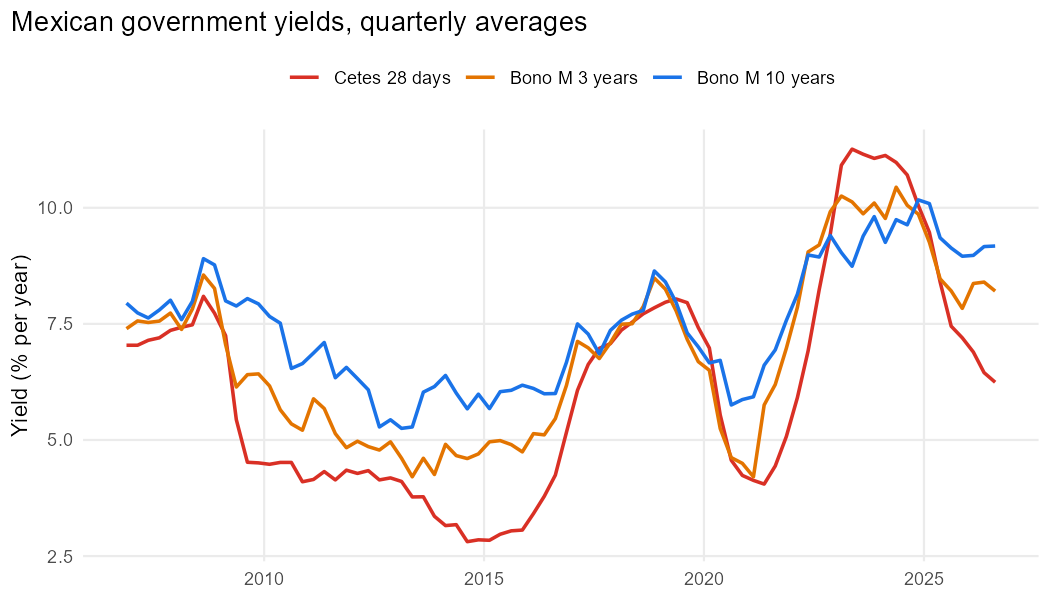 Mexican government yields, quarterly averages
Cetes 28 days Bono M 3 years Bono M 10 years
Yield (% per year)
10.0
7.5
5.0
2.5
2010 2015 2020 2025